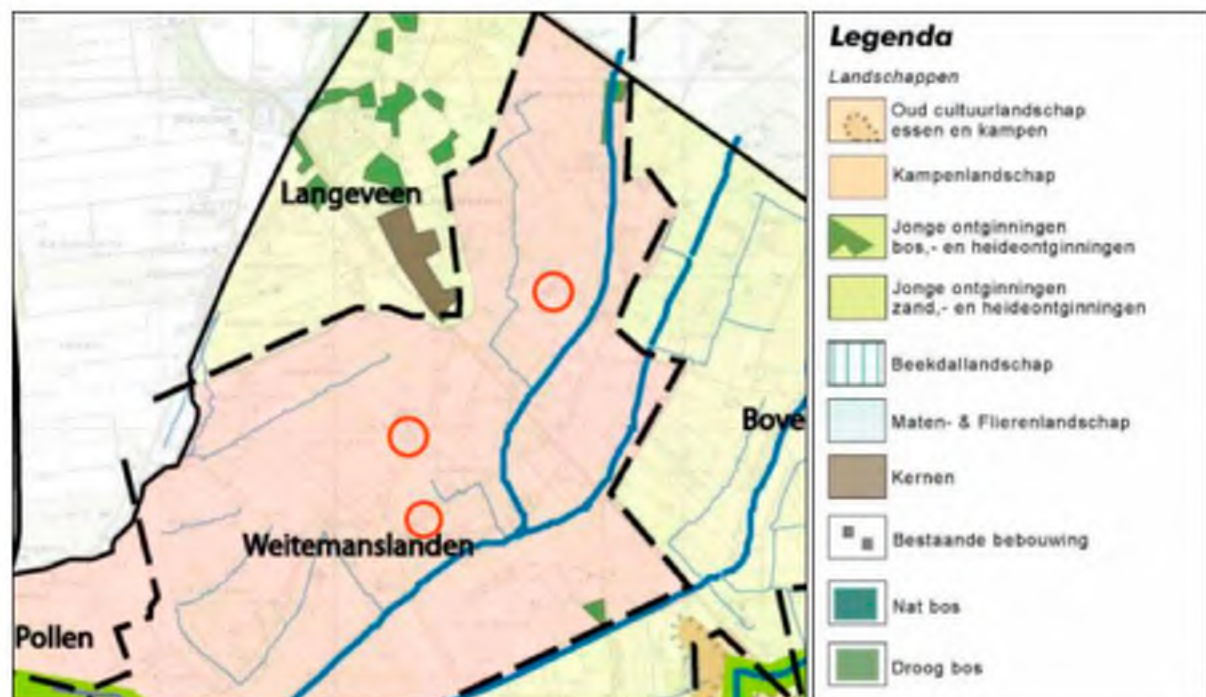 Langeveen
Weitemanslanden
Bove
Pollen
Legenda
Landschappen
Oud cultuurlandschap
essen en kampen
Kampenlandschap
Jonge ontginningen
bos,- en heideontginningen
Jonge ontginningen
zand,- en heideontginningen
Beekdallandschap
Maten- & Flierenlandschap
Kernen
Bestaande bebouwing
Nat bos
Droog bos